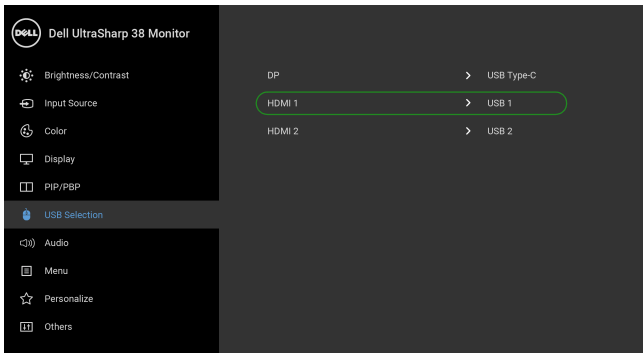 DELL Dell UltraSharp 38 Monitor
Brightness/Contrast
DP > USB Type-C
Input Source
HDMI 1 > USB 1
Color
HDMI 2 > USB 2
Display
PIP/PBP
USB Selection
Audio
Menu
Personalize
Others